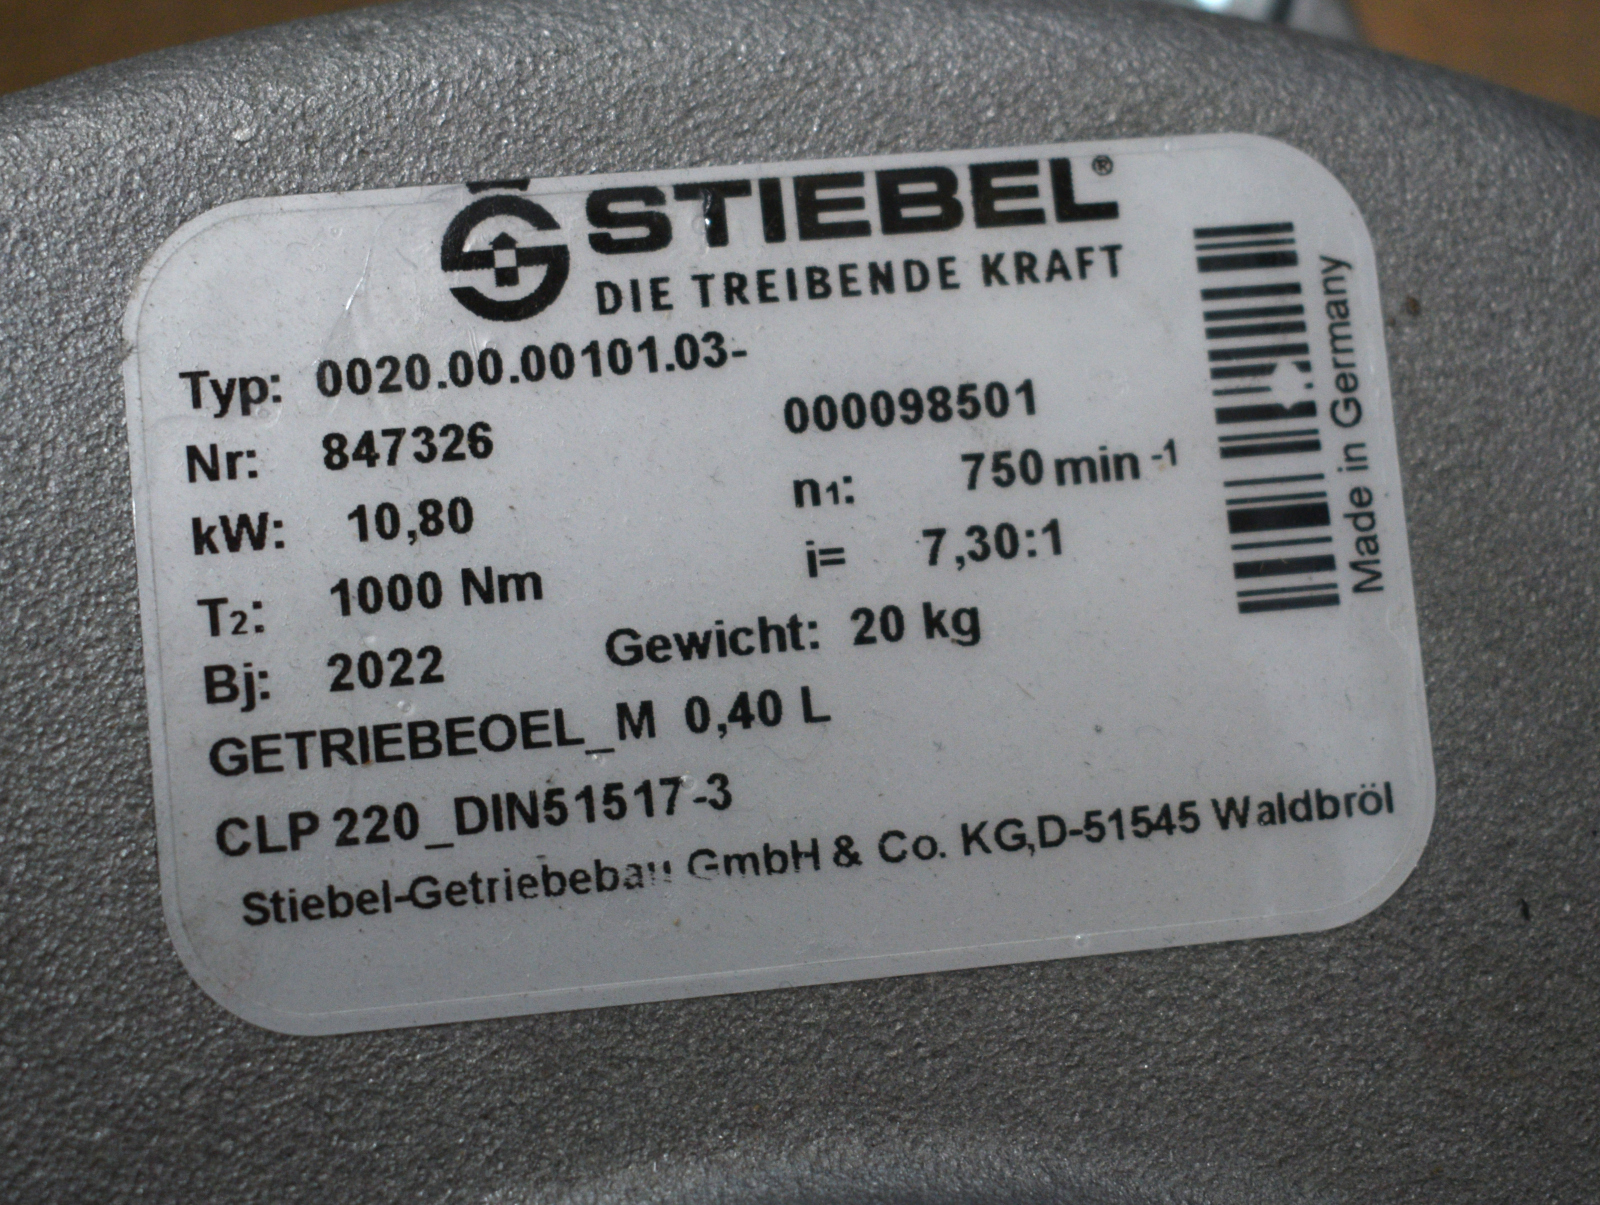 STIEBEL®
DIE TREIBENDE KRAFT
Typ: 0020.00.00101.03-
Nr: 847326 000098501
kW: 10,80 n1: 750 min -1
T2: 1000 Nm i= 7,30:1
Bj: 2022 Gewicht: 20 kg
GETRIEBEOEL_M 0,40 L
CLP 220_DIN51517-3
Stiebel-Getriebebau GmbH & Co. KG,D-51545 Waldbröl
Made in Germany